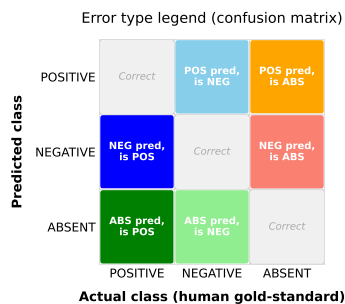 Error type legend (confusion matrix)
Predicted class
POSITIVE
Correct
POS pred,
is NEG
POS pred,
is ABS
NEGATIVE
NEG pred,
is POS
Correct
NEG pred,
is ABS
ABSENT
ABS pred,
is POS
ABS pred,
is NEG
Correct
POSITIVE NEGATIVE ABSENT
Actual class (human gold-standard)